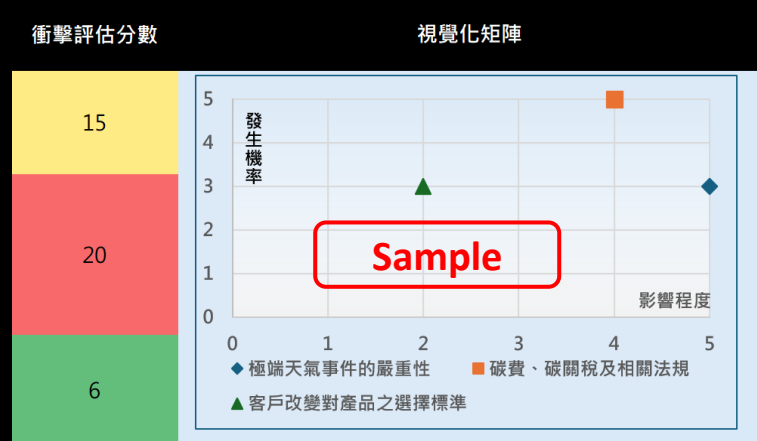 衝擊評估分數
視覺化矩陣
15
20
6
5
4
3
2
1
0
發生機率
Sample
影響程度
0 1 2 3 4 5
極端天氣事件的嚴重性 碳費、碳關稅及相關法規
客戶改變對產品之選擇標準